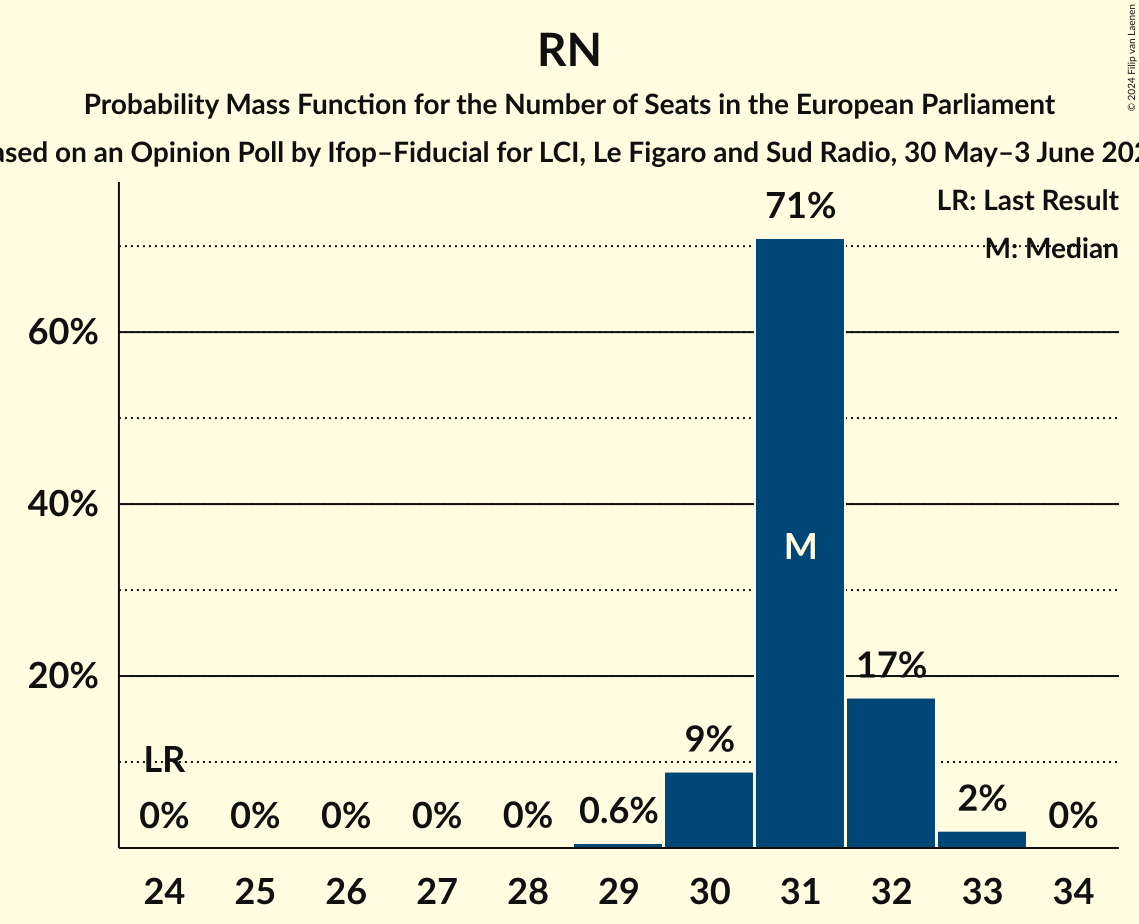 RN
Probability Mass Function for the Number of Seats in the European Parliament
on an Opinion Poll by Ifop–Fiducial for LCI, Le Figaro and Sud Radio, 30 May–3 June
© 2024 Filip van Laenen
LR: Last Result
M: Median
71%
60%
40%
M
20%
17%
9%
LR
0% 0% 0% 0% 0% 0.6% 2% 0%
24 25 26 27 28 29 30 31 32 33 34